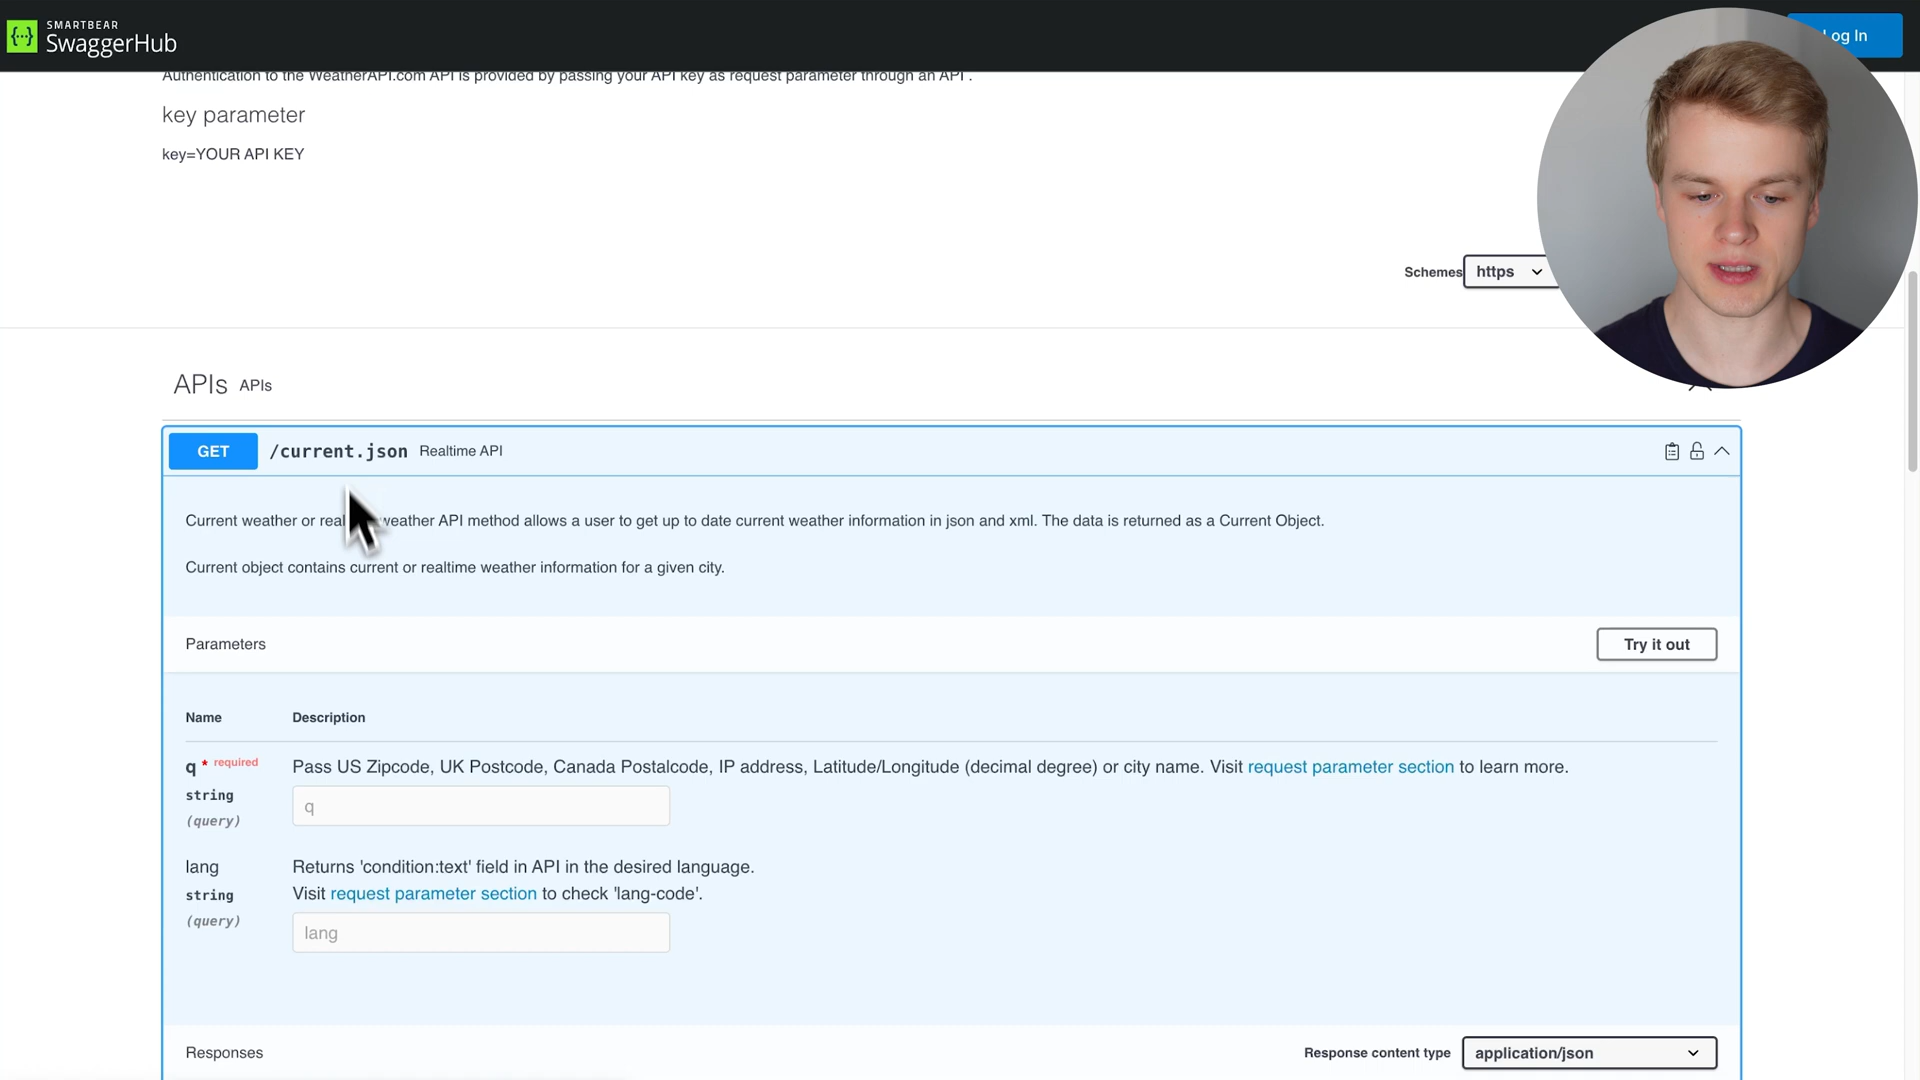 SMARTBEAR
SwaggerHub
Log In
Authentication to the WeatherAPI.com API is provided by passing your API key as request parameter through an API .
key parameter
key=YOUR API KEY
Schemes
https
APIs APIs
GET /current.json Realtime API
Current weather or weather API method allows a user to get up to date current weather information in json and xml. The data is returned as a Current Object.
Current object contains current or realtime weather information for a given city.
Parameters
Try it out
Name Description
q * required
Pass US Zipcode, UK Postcode, Canada Postalcode, IP address, Latitude/Longitude (decimal degree) or city name. Visit request parameter section to learn more.
string
(query)
q
lang
Returns 'condition:text' field in API in the desired language.
string
Visit request parameter section to check 'lang-code'.
(query)
lang
Responses
Response content type
application/json